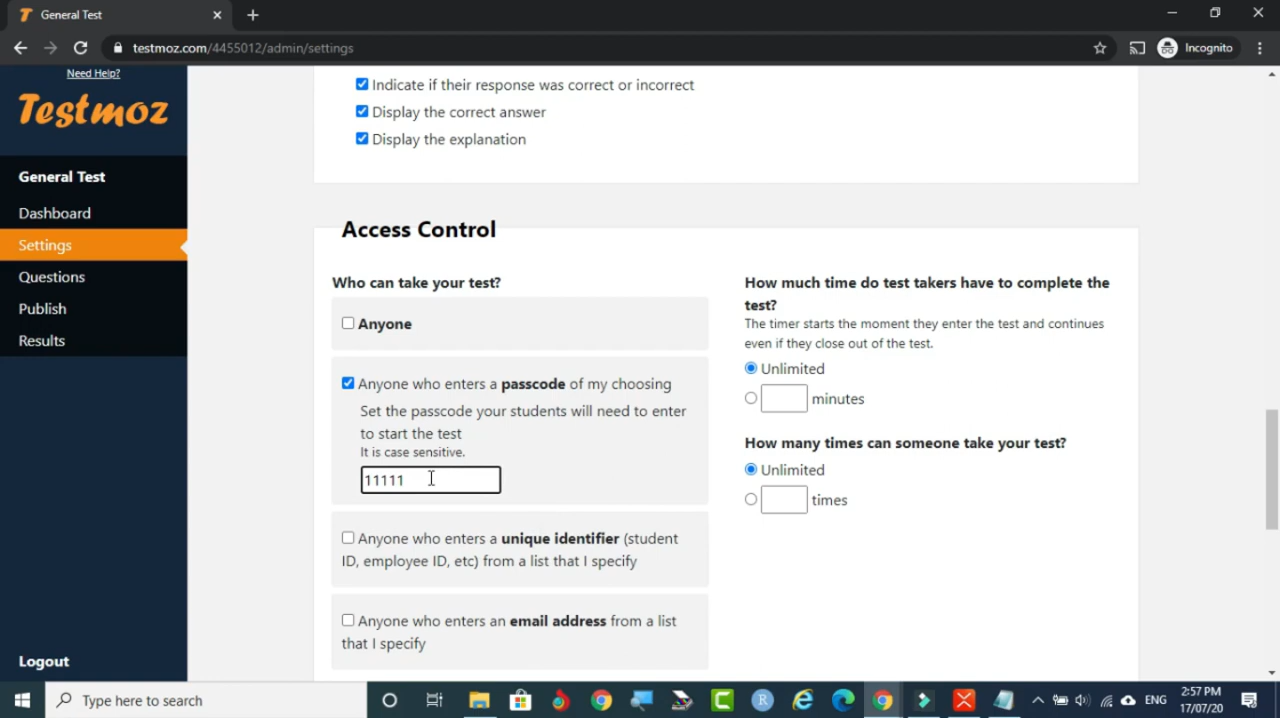 General Test
testmoz.com/4455012/admin/settings
Incognito
Need Help?
Testmoz
General Test
Dashboard
Settings
Questions
Publish
Results
Logout
Indicate if their response was correct or incorrect
Display the correct answer
Display the explanation
Access Control
Who can take your test?
Anyone
Anyone who enters a passcode of my choosing
Set the passcode your students will need to enter
to start the test
It is case sensitive.
11111
Anyone who enters a unique identifier (student
ID, employee ID, etc) from a list that I specify
Anyone who enters an email address from a list
that I specify
How much time do test takers have to complete the
test?
The timer starts the moment they enter the test and continues
even if they close out of the test.
Unlimited
minutes
How many times can someone take your test?
Unlimited
times
Type here to search
ENG
2:57 PM
17/07/20